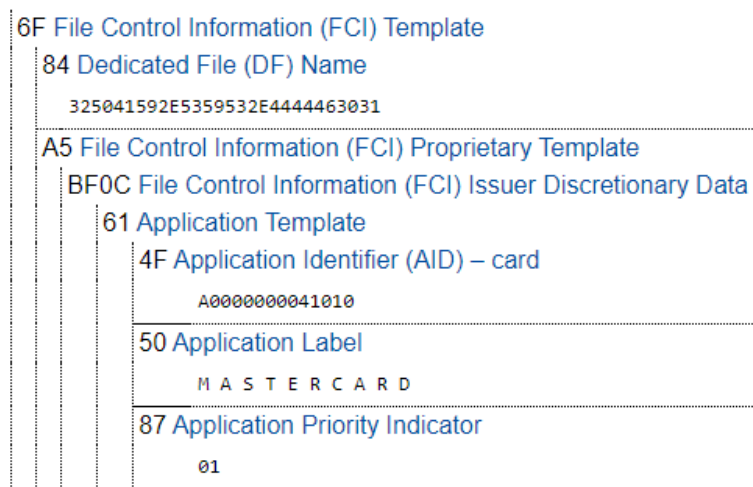 6F File Control Information (FCI) Template
84 Dedicated File (DF) Name
325041592E5359532E4444463031
A5 File Control Information (FCI) Proprietary Template
BF0C File Control Information (FCI) Issuer Discretionary Data
61 Application Template
4F Application Identifier (AID) – card
A0000000041010
50 Application Label
M A S T E R C A R D
87 Application Priority Indicator
01